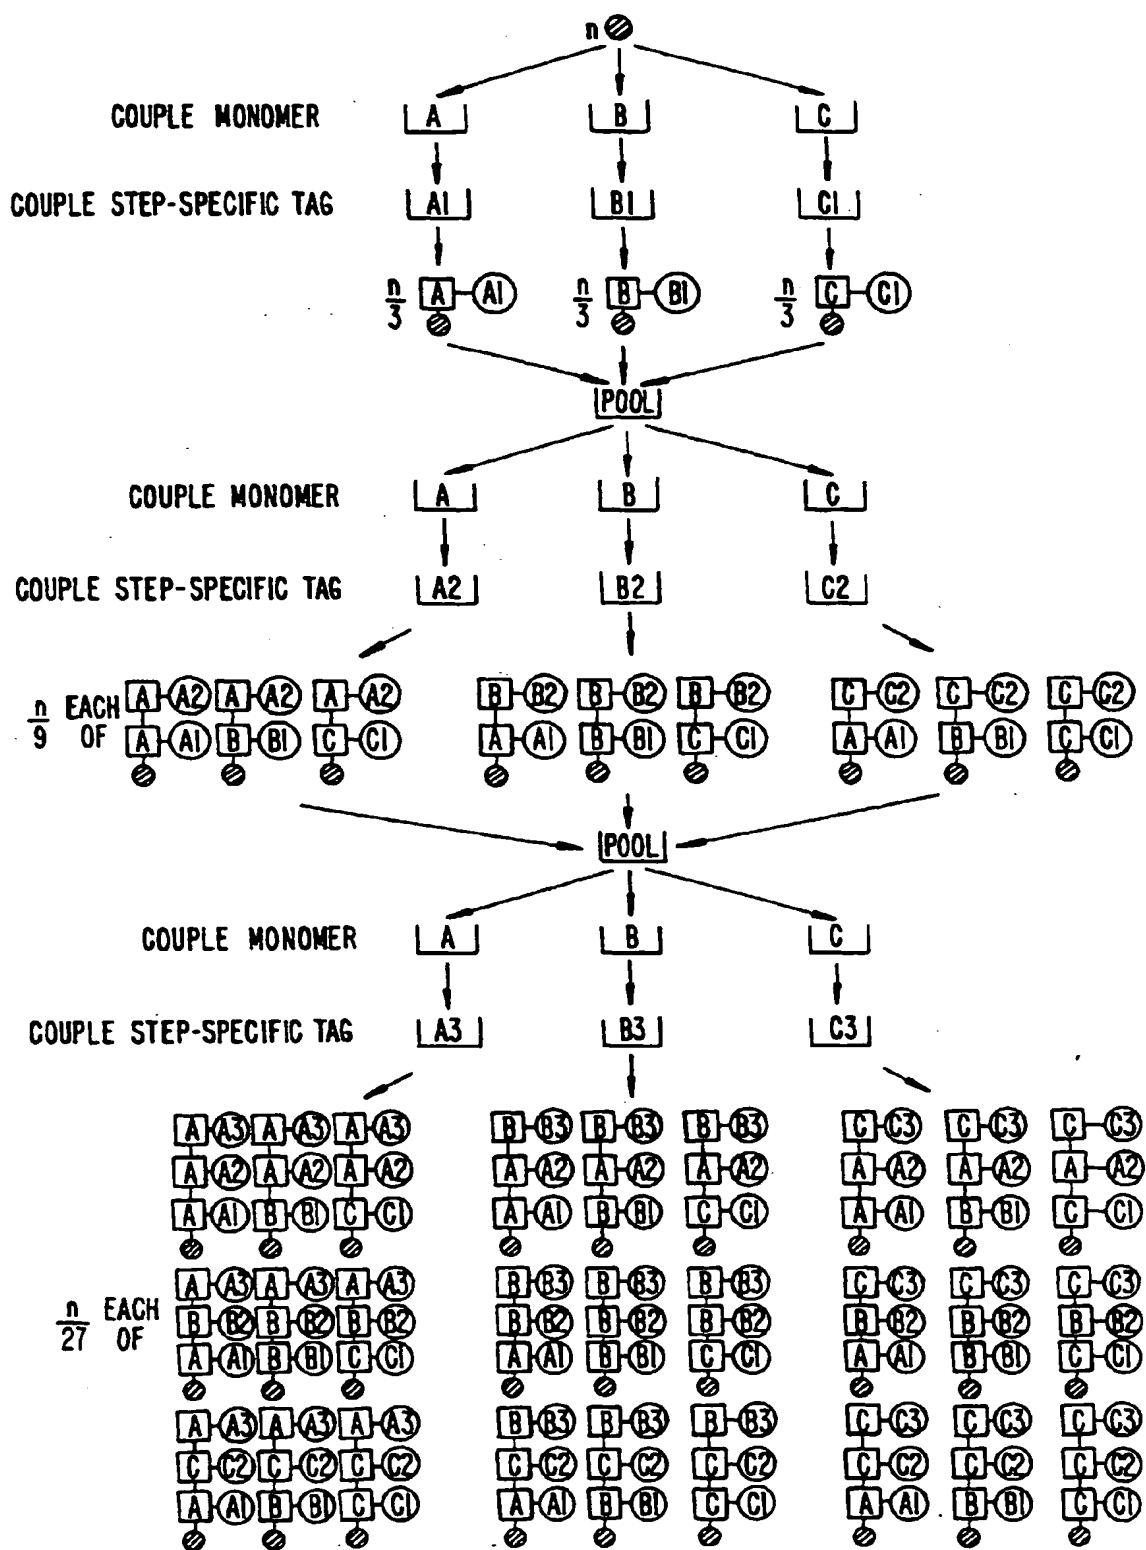 n
COUPLE MONOMER A B C
COUPLE STEP-SPECIFIC TAG A1 B1 C1
n/3 A A1 n/3 B B1 n/3 C C1
POOL
COUPLE MONOMER A B C
COUPLE STEP-SPECIFIC TAG A2 B2 C2
A A2 A A2 A A2 B B2 B B2 B B2 C C2 C C2 C C2
n/9 EACH OF A A1 B B1 C C1 A A1 B B1 C C1 A A1 B B1 C C1
POOL
COUPLE MONOMER A B C
COUPLE STEP-SPECIFIC TAG A3 B3 C3
A A3 A A3 A A3 B B3 B B3 B B3 C C3 C C3 C C3
A A2 A A2 A A2 A A2 A A2 A A2 A A2 A A2 A A2
A A1 B B1 C C1 A A1 B B1 C C1 A A1 B B1 C C1
A A3 A A3 A A3 B B3 B B3 B B3 C C3 C C3 C C3
n/27 EACH OF B B2 B B2 B B2 B B2 B B2 B B2 B B2 B B2 B B2
A A1 B B1 C C1 A A1 B B1 C C1 A A1 B B1 C C1
A A3 A A3 A A3 B B3 B B3 B B3 C C3 C C3 C C3
C C2 C C2 C C2 C C2 C C2 C C2 C C2 C C2 C C2
A A1 B B1 C C1 A A1 B B1 C C1 A A1 B B1 C C1